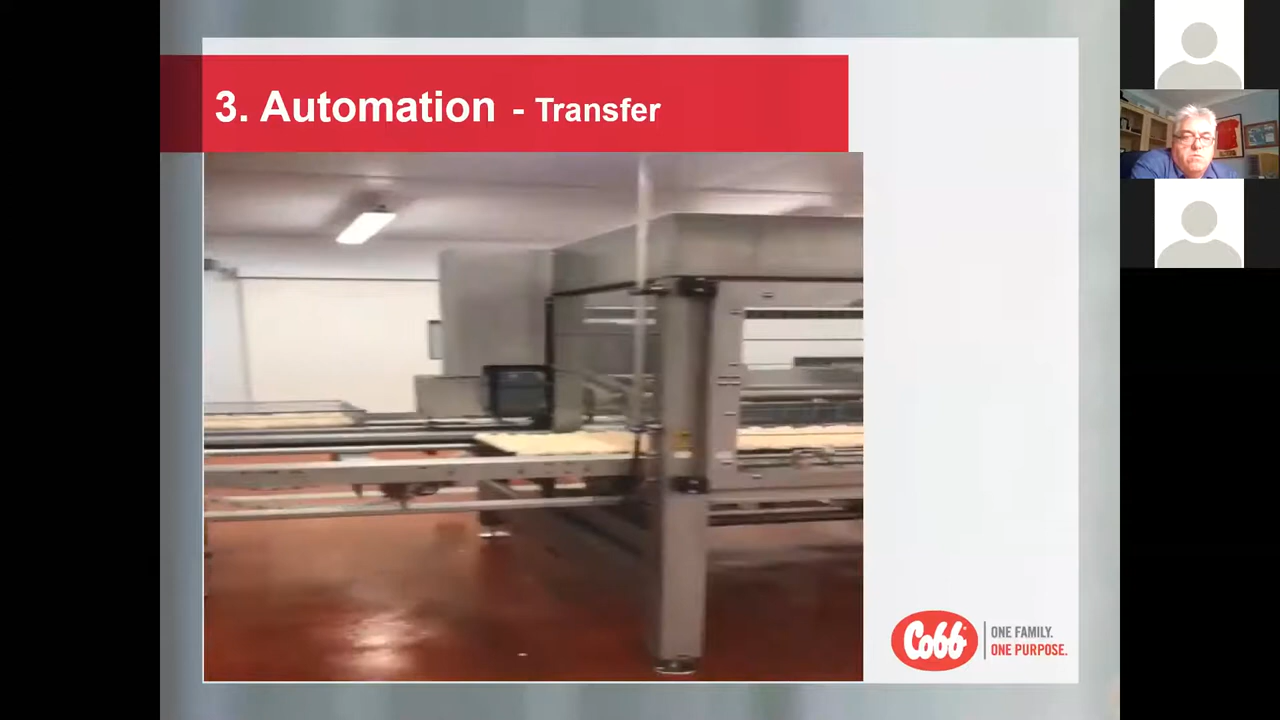 3. Automation - Transfer
Cobb
ONE FAMILY.
ONE PURPOSE.